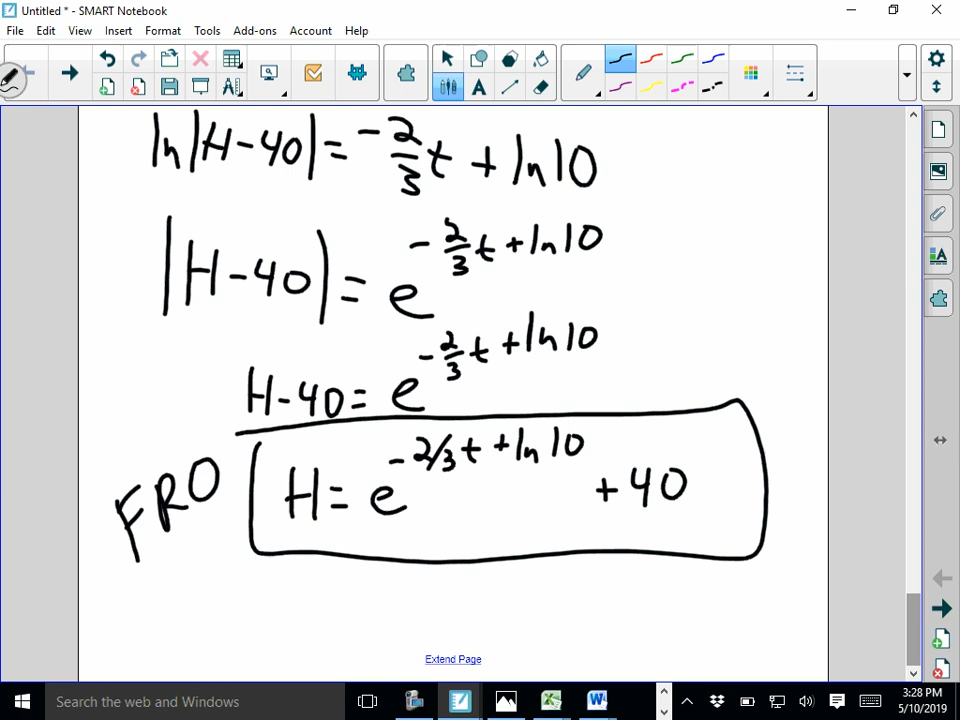 Untitled * - SMART Notebook
File Edit View Insert Format Tools Add-ons Account Help
ln|H-40| = -2/3 t + ln10
|H-40| = e^(-2/3 t + ln10)
H-40 = e^(-2/3 t + ln10)
FRO H = e^(-2/3 t + ln10) + 40
Extend Page
Search the web and Windows
3:28 PM
5/10/2019